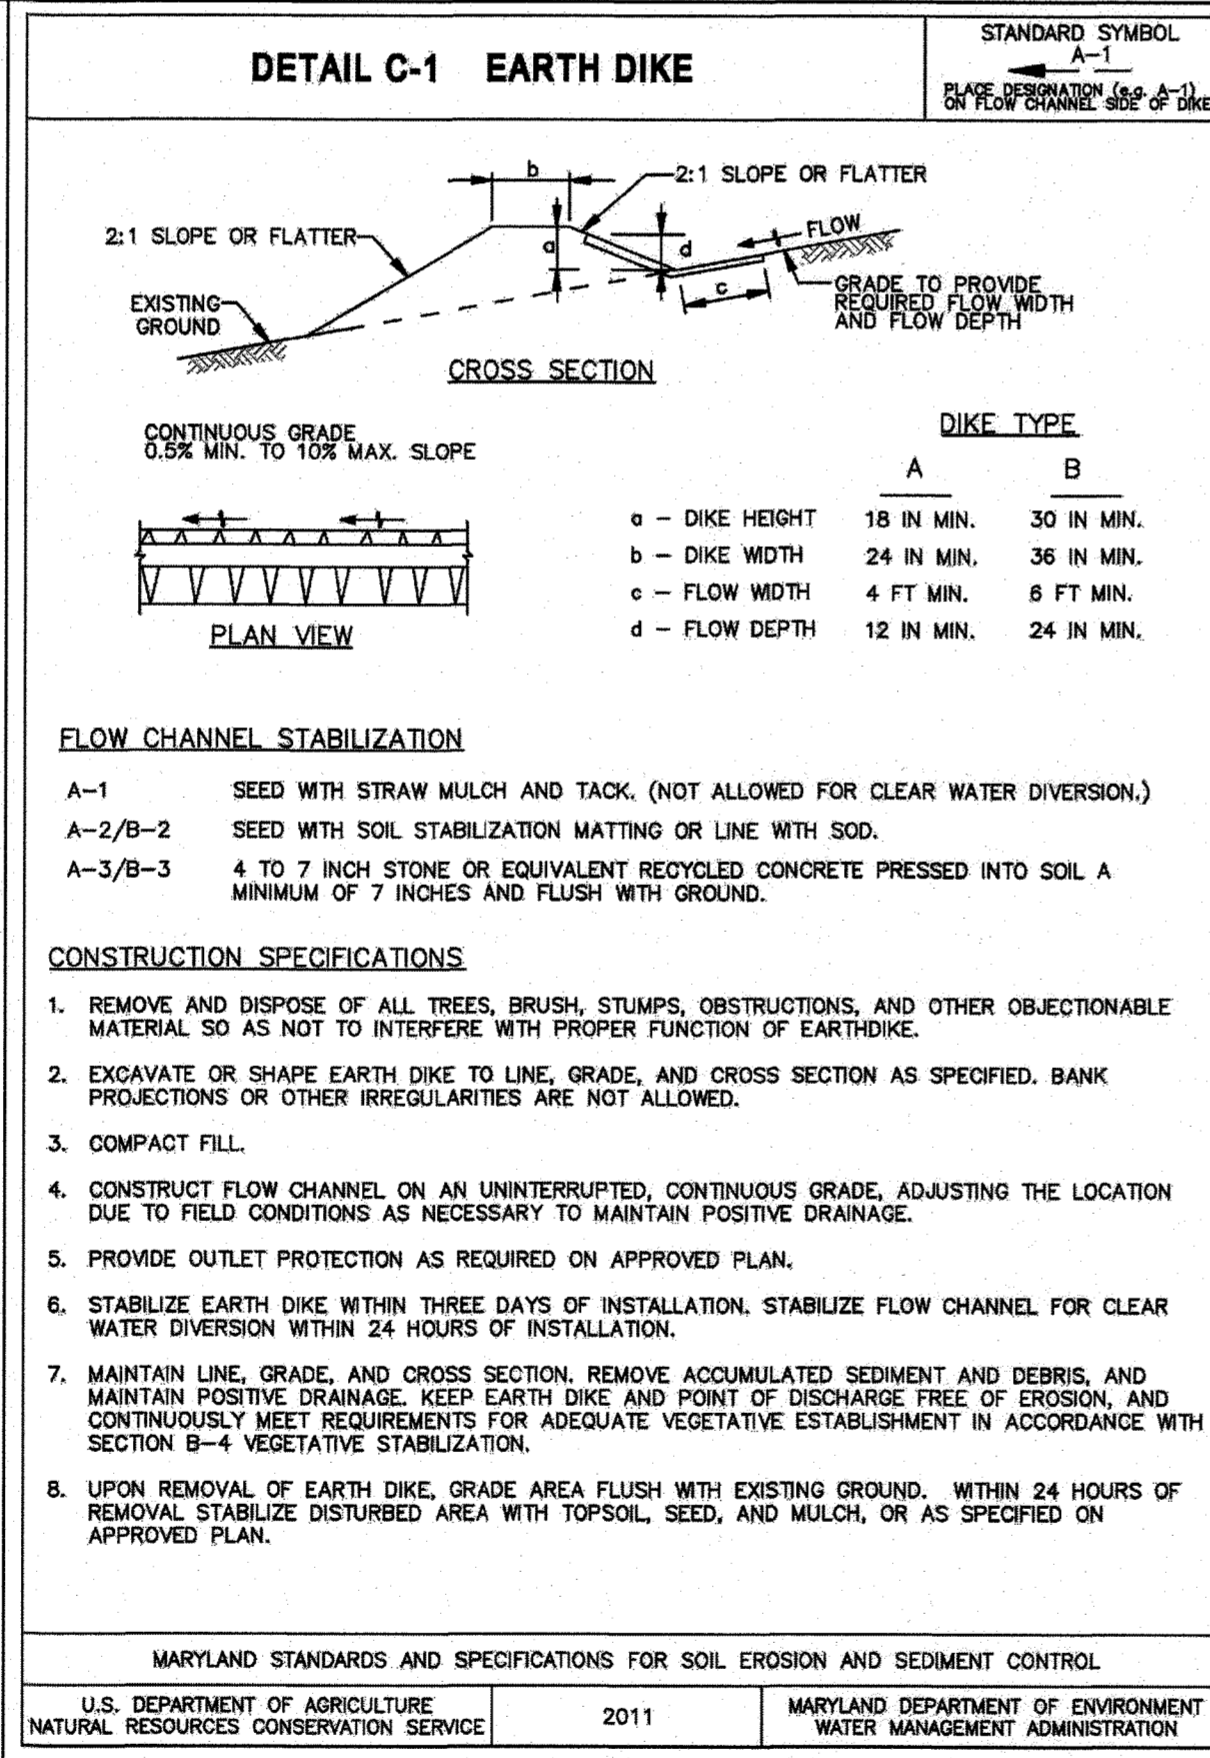 DETAIL C-1 EARTH DIKE
STANDARD SYMBOL
A-1
PLACE DESIGNATION (e.g. A-1)
ON FLOW CHANNEL SIDE OF DIKE
b
2:1 SLOPE OR FLATTER
2:1 SLOPE OR FLATTER
a
d
FLOW
c
EXISTING
GROUND
GRADE TO PROVIDE
REQUIRED FLOW WIDTH
AND FLOW DEPTH
CROSS SECTION
CONTINUOUS GRADE
0.5% MIN. TO 10% MAX. SLOPE
PLAN VIEW
DIKE TYPE
A B
a - DIKE HEIGHT 18 IN MIN. 30 IN MIN.
b - DIKE WIDTH 24 IN MIN. 36 IN MIN.
c - FLOW WIDTH 4 FT MIN. 6 FT MIN.
d - FLOW DEPTH 12 IN MIN. 24 IN MIN.
FLOW CHANNEL STABILIZATION
A-1 SEED WITH STRAW MULCH AND TACK. (NOT ALLOWED FOR CLEAR WATER DIVERSION.)
A-2/B-2 SEED WITH SOIL STABILIZATION MATTING OR LINE WITH SOD.
A-3/B-3 4 TO 7 INCH STONE OR EQUIVALENT RECYCLED CONCRETE PRESSED INTO SOIL A
MINIMUM OF 7 INCHES AND FLUSH WITH GROUND.
CONSTRUCTION SPECIFICATIONS
1. REMOVE AND DISPOSE OF ALL TREES, BRUSH, STUMPS, OBSTRUCTIONS, AND OTHER OBJECTIONABLE
MATERIAL SO AS NOT TO INTERFERE WITH PROPER FUNCTION OF EARTHDIKE.
2. EXCAVATE OR SHAPE EARTH DIKE TO LINE, GRADE, AND CROSS SECTION AS SPECIFIED. BANK
PROJECTIONS OR OTHER IRREGULARITIES ARE NOT ALLOWED.
3. COMPACT FILL.
4. CONSTRUCT FLOW CHANNEL ON AN UNINTERRUPTED, CONTINUOUS GRADE, ADJUSTING THE LOCATION
DUE TO FIELD CONDITIONS AS NECESSARY TO MAINTAIN POSITIVE DRAINAGE.
5. PROVIDE OUTLET PROTECTION AS REQUIRED ON APPROVED PLAN.
6. STABILIZE EARTH DIKE WITHIN THREE DAYS OF INSTALLATION. STABILIZE FLOW CHANNEL FOR CLEAR
WATER DIVERSION WITHIN 24 HOURS OF INSTALLATION.
7. MAINTAIN LINE, GRADE, AND CROSS SECTION. REMOVE ACCUMULATED SEDIMENT AND DEBRIS, AND
MAINTAIN POSITIVE DRAINAGE. KEEP EARTH DIKE AND POINT OF DISCHARGE FREE OF EROSION, AND
CONTINUOUSLY MEET REQUIREMENTS FOR ADEQUATE VEGETATIVE ESTABLISHMENT IN ACCORDANCE WITH
SECTION B-4 VEGETATIVE STABILIZATION.
8. UPON REMOVAL OF EARTH DIKE, GRADE AREA FLUSH WITH EXISTING GROUND. WITHIN 24 HOURS OF
REMOVAL STABILIZE DISTURBED AREA WITH TOPSOIL, SEED, AND MULCH, OR AS SPECIFIED ON
APPROVED PLAN.
MARYLAND STANDARDS AND SPECIFICATIONS FOR SOIL EROSION AND SEDIMENT CONTROL
U.S. DEPARTMENT OF AGRICULTURE
NATURAL RESOURCES CONSERVATION SERVICE
2011
MARYLAND DEPARTMENT OF ENVIRONMENT
WATER MANAGEMENT ADMINISTRATION